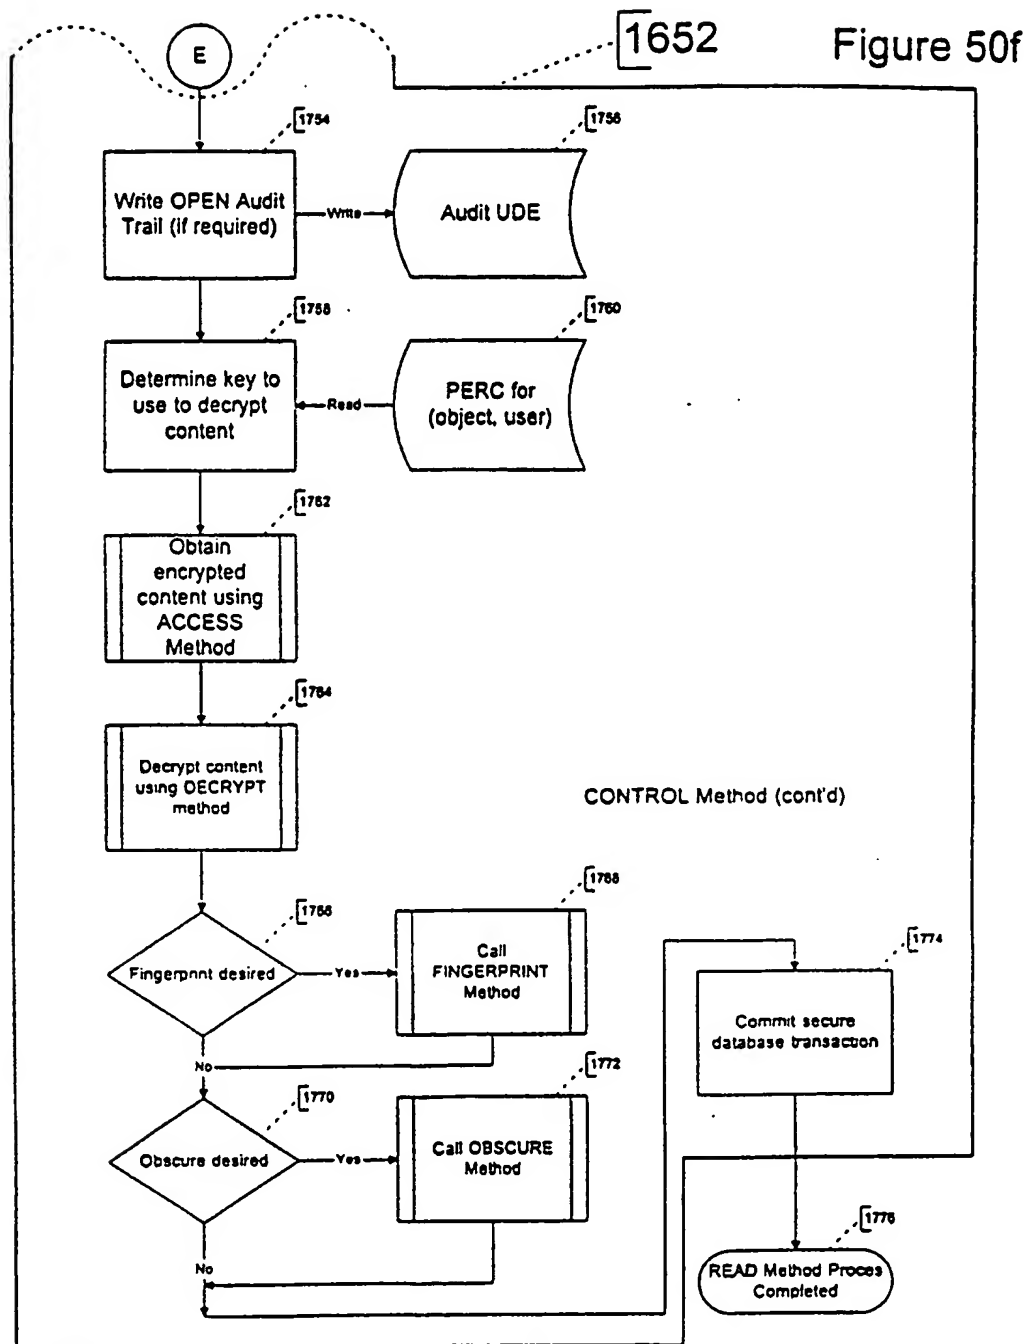 1652
Figure 50f
E
1754
Write OPEN Audit
Trail (if required)
Write
1756
Audit UDE
1758
Determine key to
use to decrypt
content
Read
1760
PERC for
(object, user)
1762
Obtain
encrypted
content using
ACCESS
Method
1764
Decrypt content
using DECRYPT
method
CONTROL Method (cont'd)
1766
Fingerprint desired
Yes
No
1768
Call
FINGERPRINT
Method
1770
Obscure desired
Yes
No
1772
Call OBSCURE
Method
1774
Commit secure
database transaction
1776
READ Method Proces
Completed